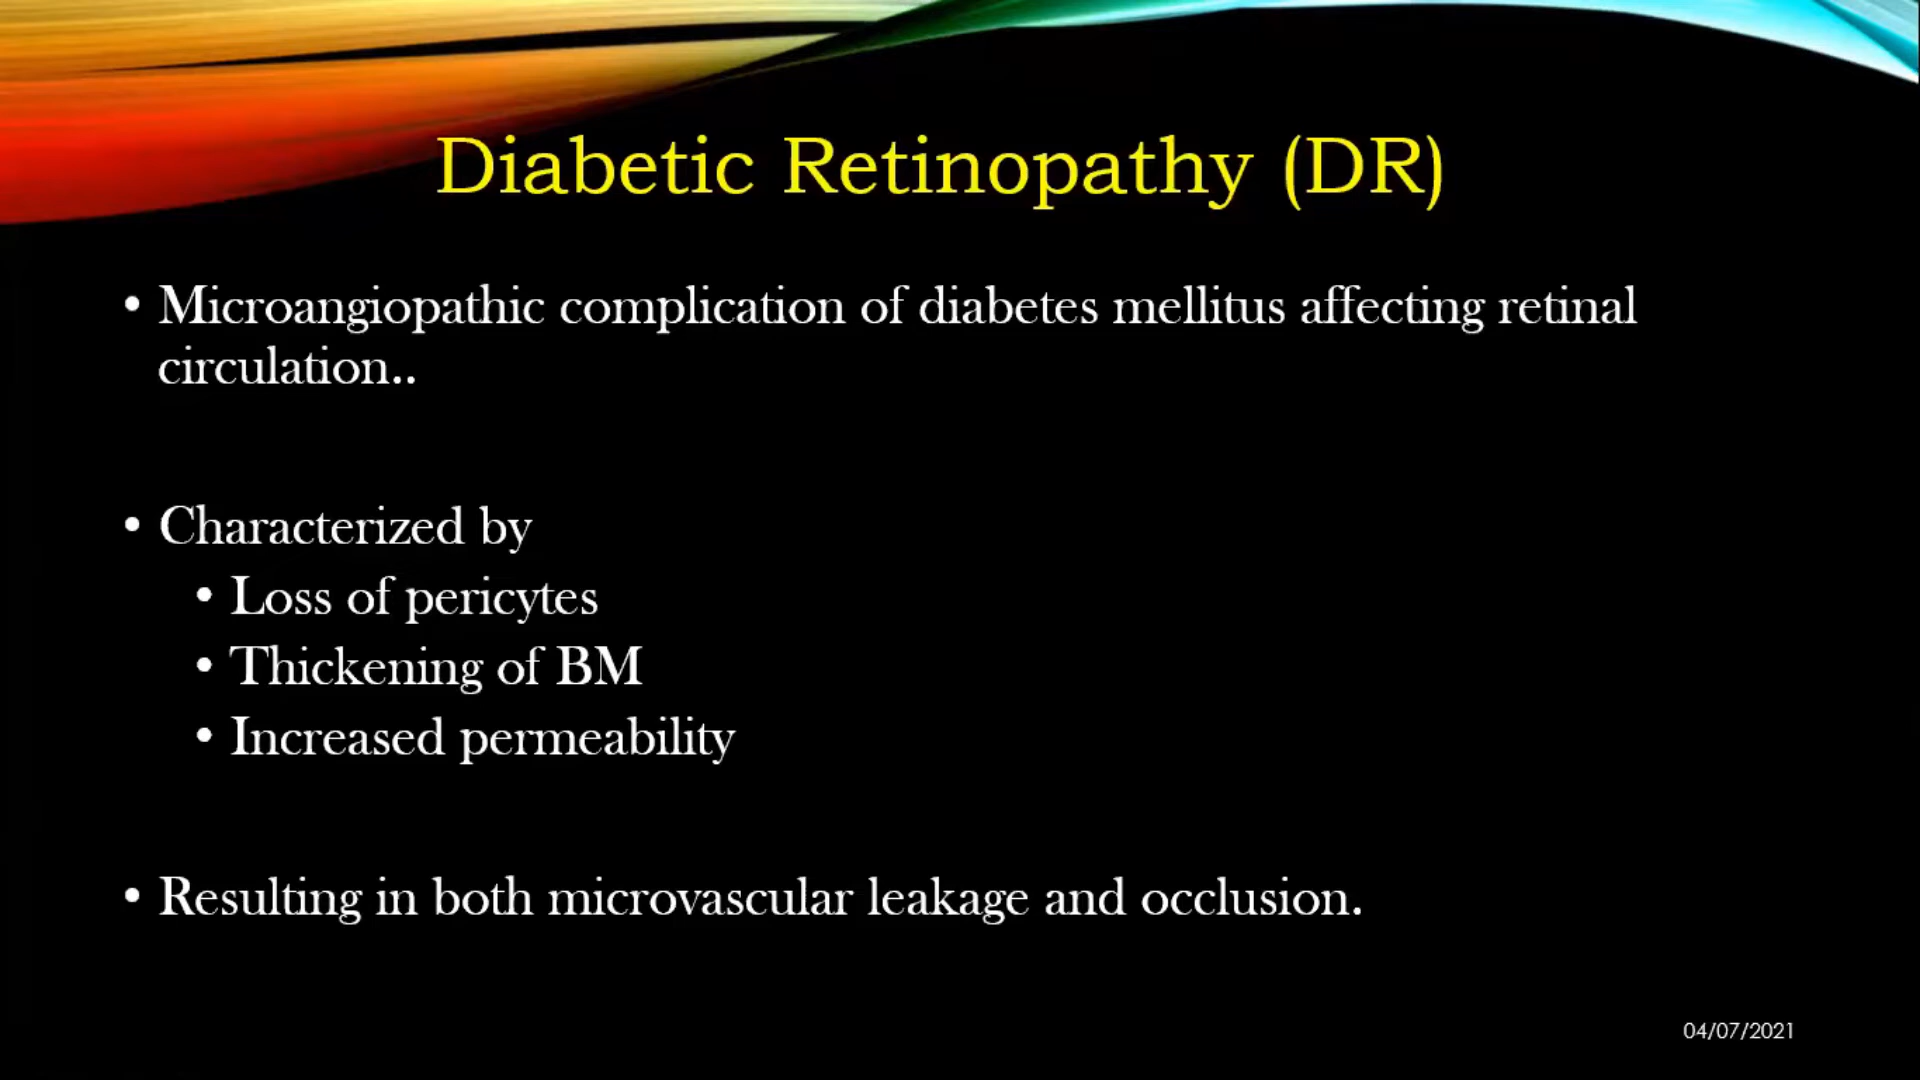 Diabetic Retinopathy (DR)
• Microangiopathic complication of diabetes mellitus affecting retinal
circulation..
• Characterized by
• Loss of pericytes
• Thickening of BM
• Increased permeability
• Resulting in both microvascular leakage and occlusion.
04/07/2021